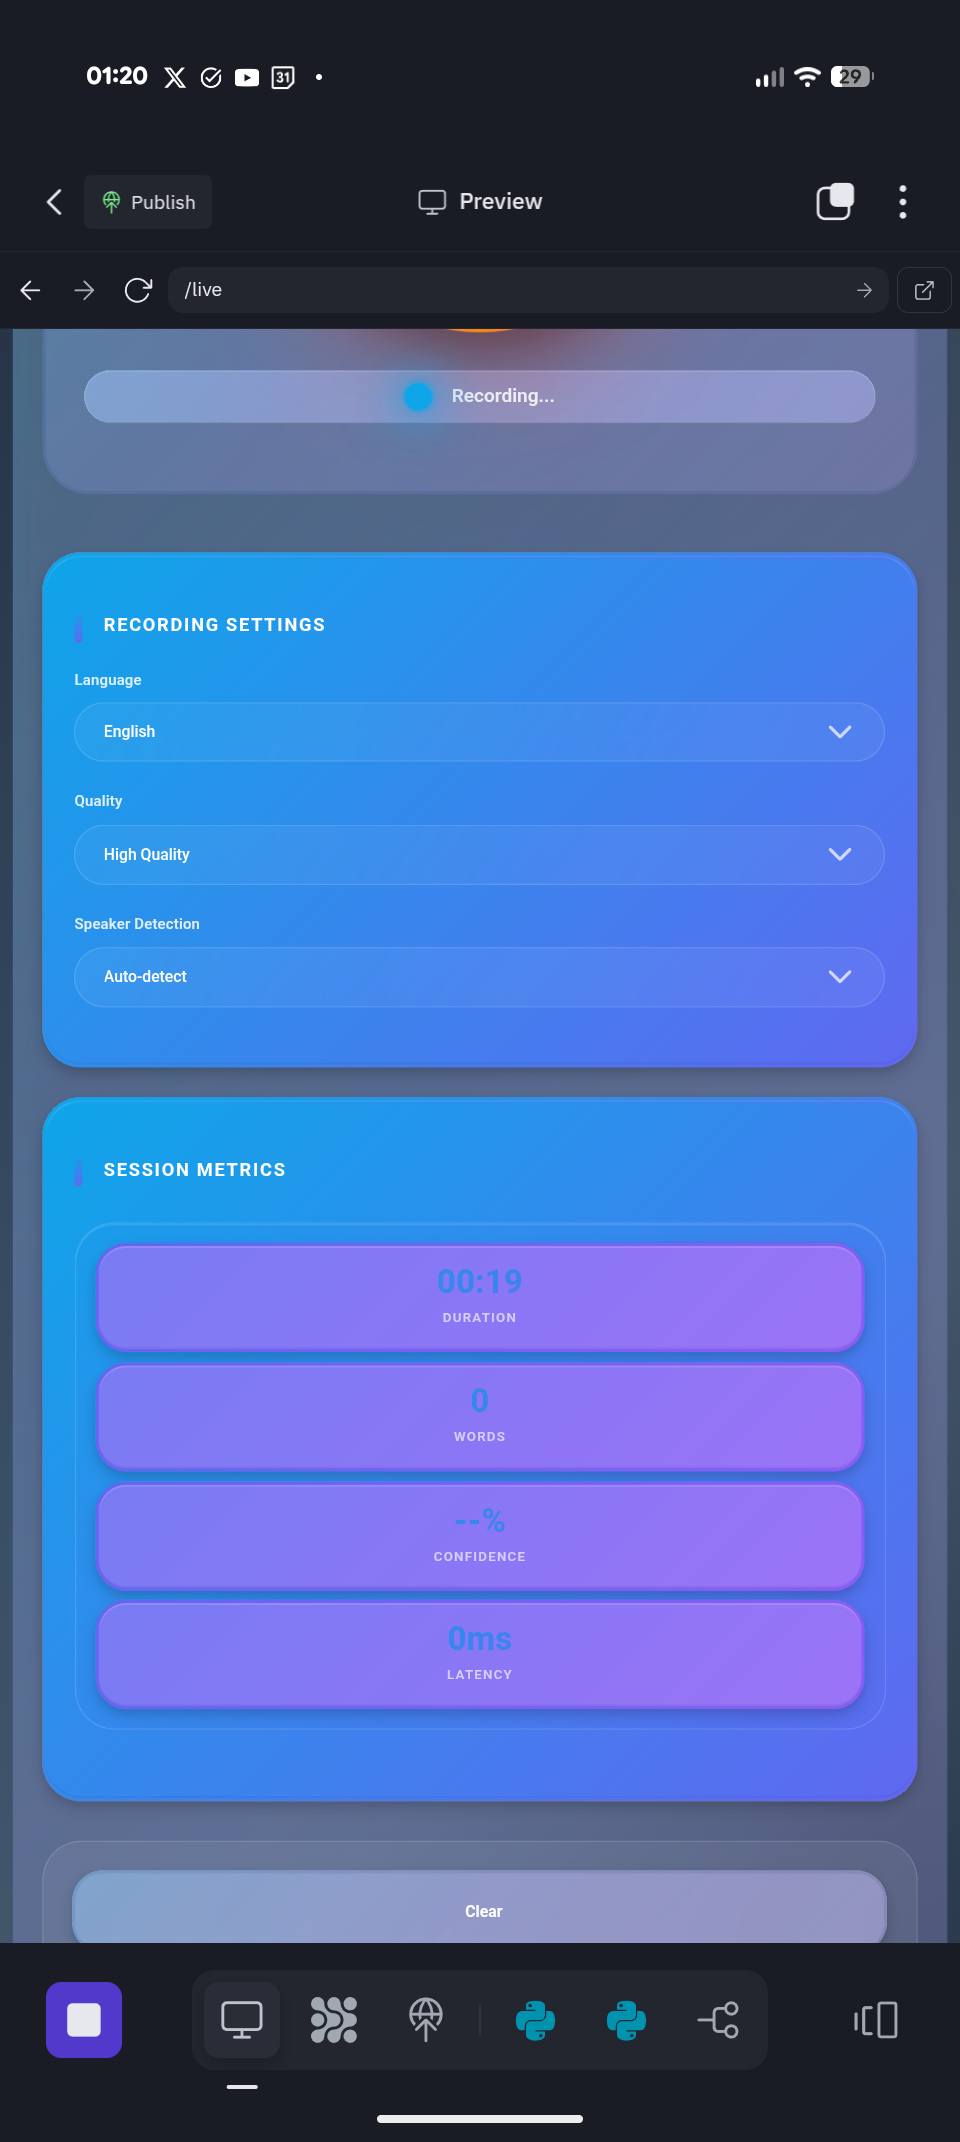 01:20
31
29
Publish
Preview
/live
Recording...
RECORDING SETTINGS
Language
English
Quality
High Quality
Speaker Detection
Auto-detect
SESSION METRICS
00:19
DURATION
0
WORDS
--%
CONFIDENCE
0ms
LATENCY
Clear